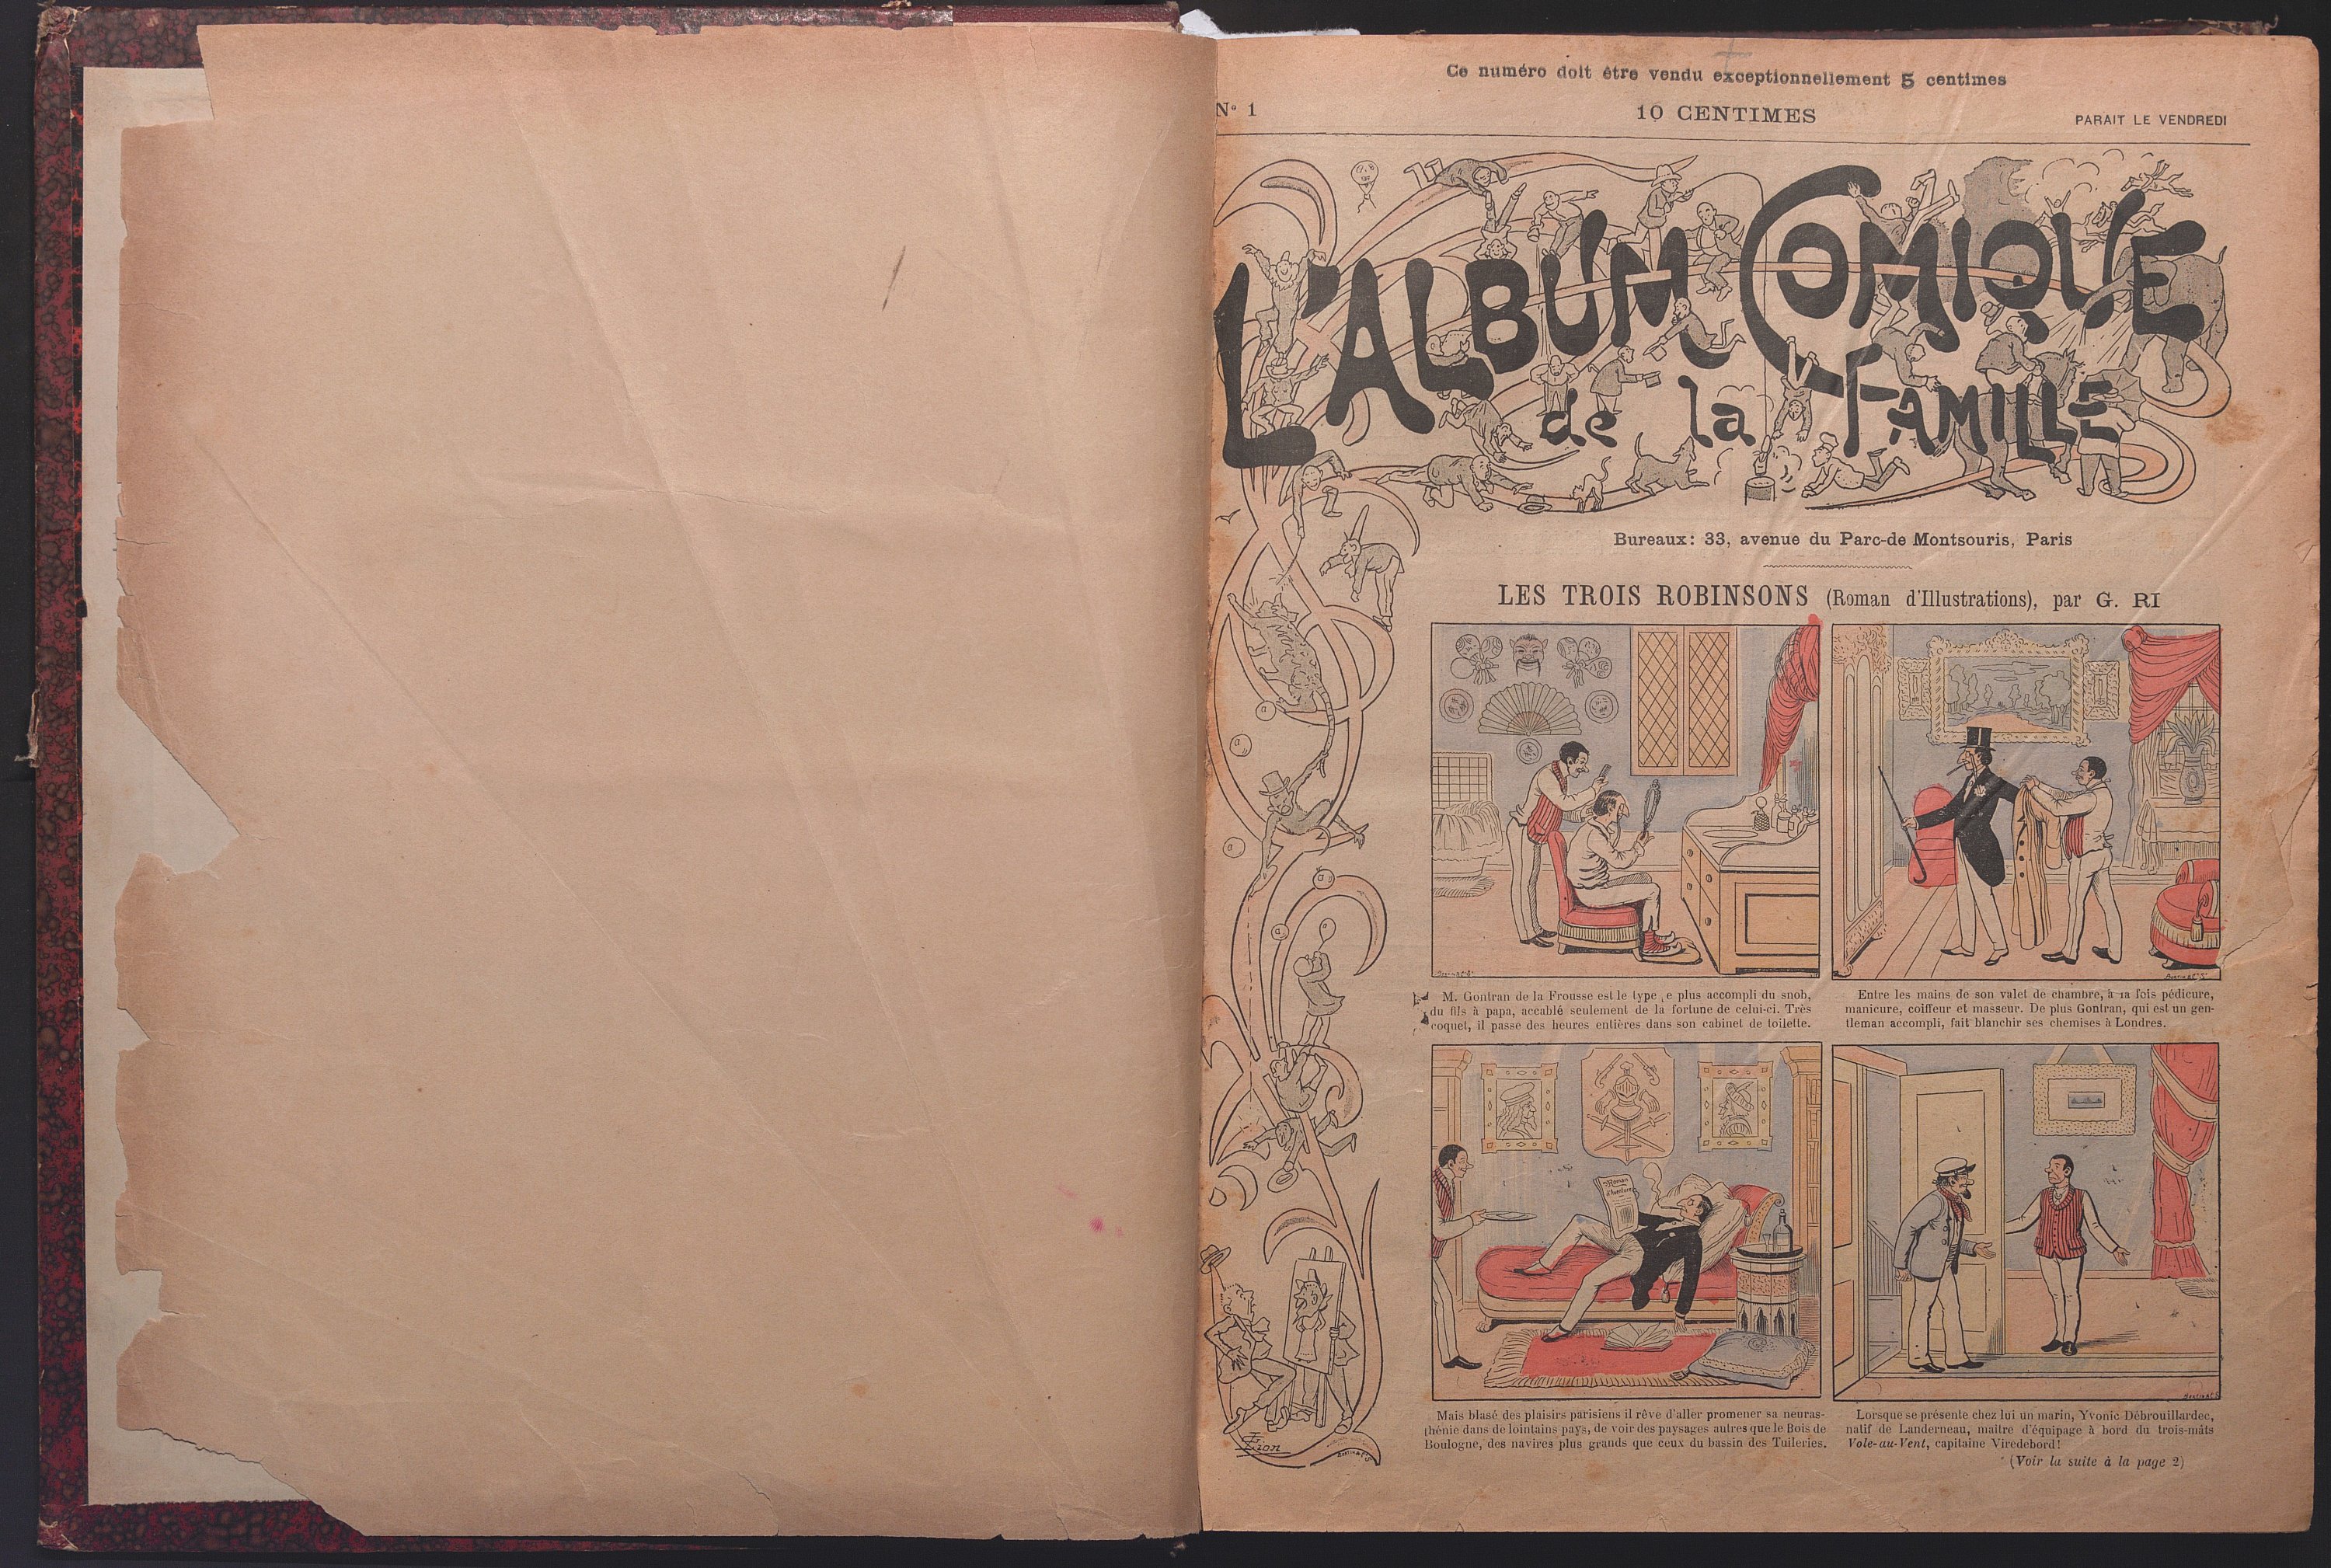 Ce numéro doit être vendu exceptionnellement 5 centimes
N° 1
10 CENTIMES
PARAIT LE VENDREDI
L'ALBUM COMIQUE
de la FAMILLE
Bureaux: 33, avenue du Parc-de Montsouris, Paris
LES TROIS ROBINSONS (Roman d'Illustrations), par G. RI
M. Gontran de la Frousse est le type e plus accompli du snob,
du fils à papa, accablé seulement de la fortune de celui-ci. Très
coquet, il passe des heures entières dans son cabinet de toilette.
Entre les mains de son valet de chambre, à la fois pédicure,
manicure, coiffeur et masseur. De plus Gontran, qui est un gen-
tleman accompli, fait blanchir ses chemises à Londres.
Roman
d'Aventures
Mais blasé des plaisirs parisiens il rêve d'aller promener sa neuras-
thénie dans de lointains pays, de voir des paysages autres que le Bois de
Boulogne, des navires plus grands que ceux du bassin des Tuileries.
Lorsque se présente chez lui un marin, Yvonic Débrouillardec,
natif de Landerneau, maitre d'équipage à bord du trois-mâts
Vole-au-Vent, capitaine Viredebord!
(Voir la suite à la page 2)
Lion